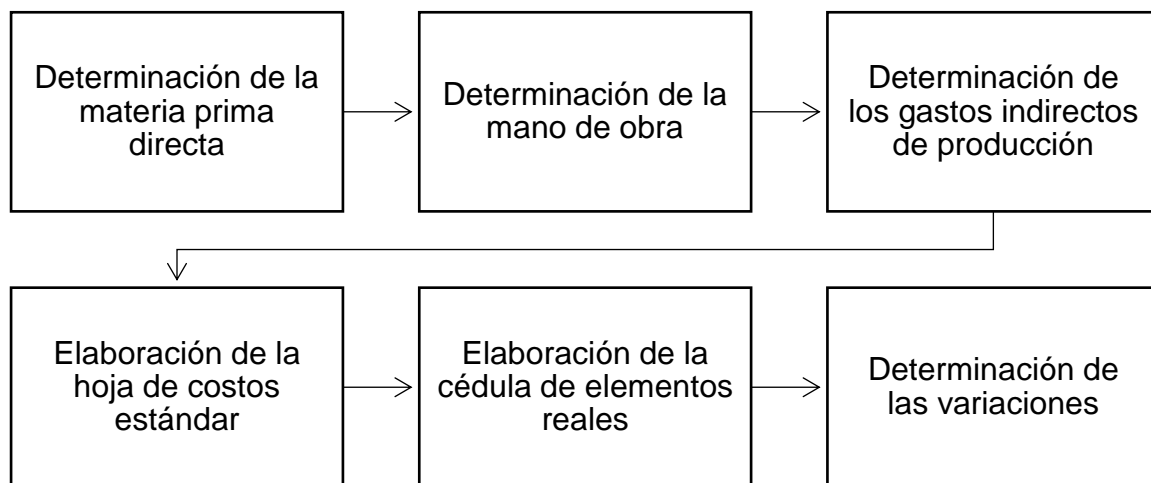 Determinación de la
materia prima
directa
Determinación de la
mano de obra
Determinación de
los gastos indirectos
de producción
Elaboración de la
hoja de costos
estándar
Elaboración de la
cédula de elementos
reales
Determinación de
las variaciones